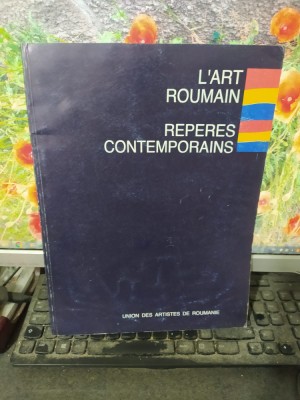 L'ART
ROUMAIN
REPERES
CONTEMPORAINS
UNION DES ARTISTES DE ROUMANIE